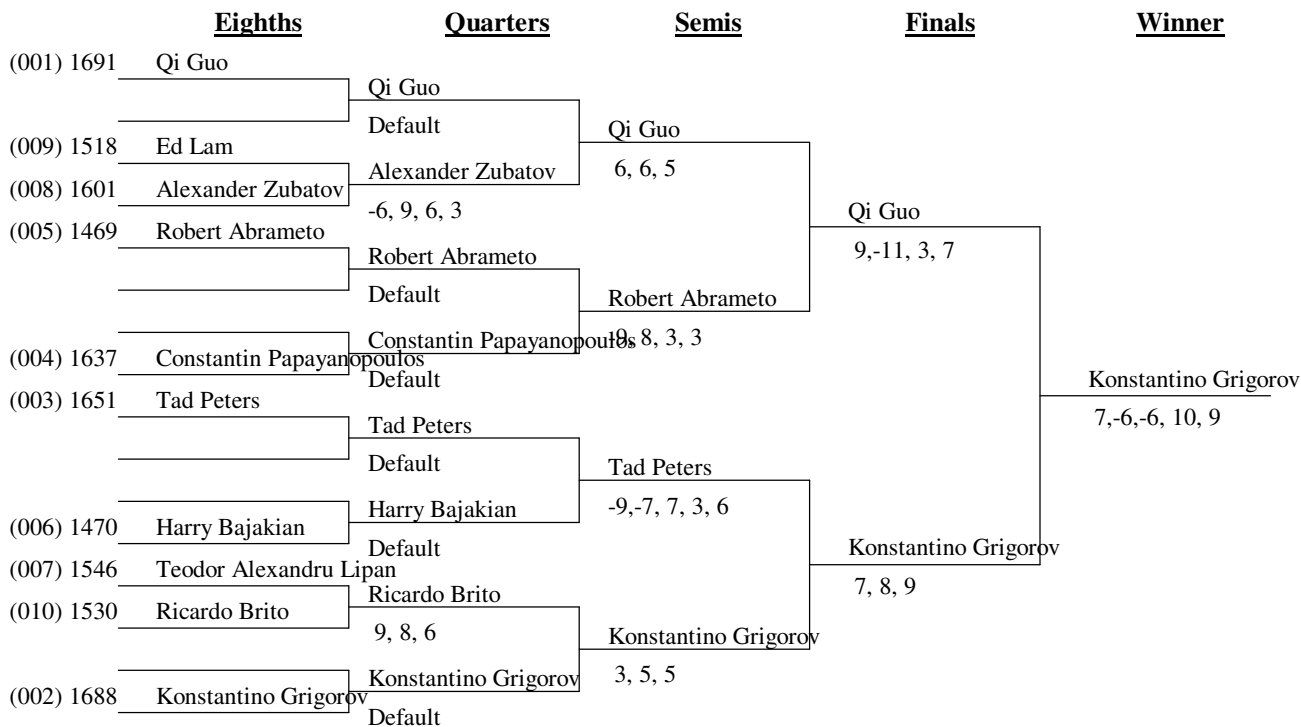 Eighths Quarters Semis Finals Winner
(001) 1691 Qi Guo
Qi Guo
Default
Qi Guo
6, 6, 5
(009) 1518 Ed Lam
Alexander Zubatov
(008) 1601 Alexander Zubatov
-6, 9, 6, 3
Qi Guo
9,-11, 3, 7
(005) 1469 Robert Abrameto
Robert Abrameto
Default
Robert Abrameto
-9, 8, 3, 3
Constantin Papayanopoulos
(004) 1637 Constantin Papayanopoulos
Default
Konstantino Grigorov
7,-6,-6, 10, 9
(003) 1651 Tad Peters
Tad Peters
Default
Tad Peters
-9,-7, 7, 3, 6
Harry Bajakian
(006) 1470 Harry Bajakian
Default
Konstantino Grigorov
7, 8, 9
(007) 1546 Teodor Alexandru Lipan
Ricardo Brito
(010) 1530 Ricardo Brito
9, 8, 6
Konstantino Grigorov
3, 5, 5
Konstantino Grigorov
(002) 1688 Konstantino Grigorov
Default